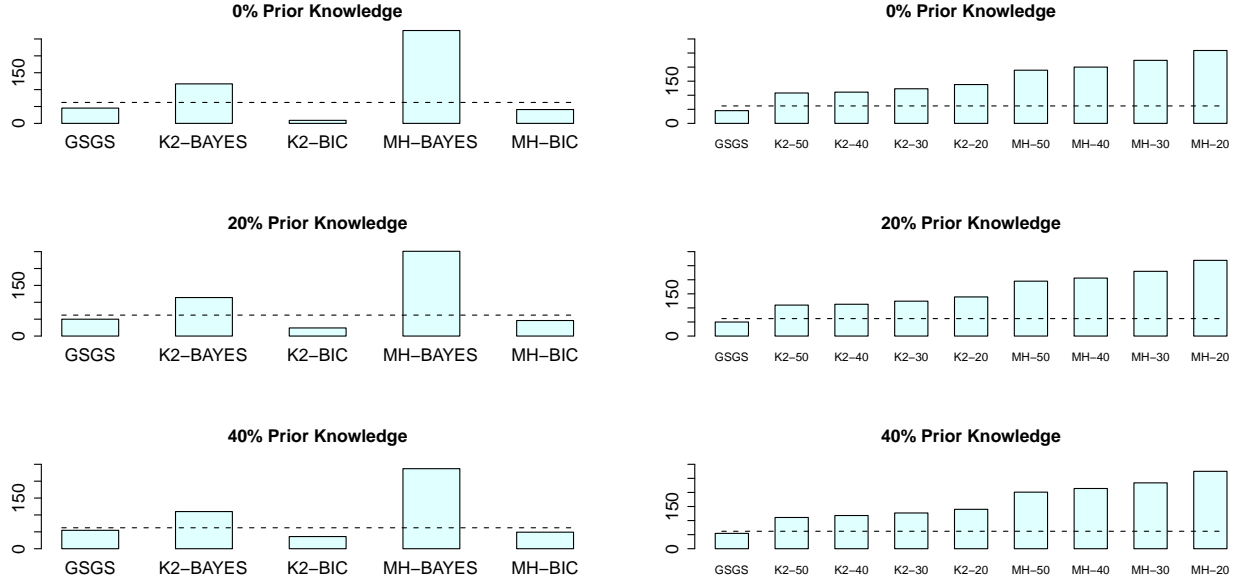 0% Prior Knowledge
150
0
GSGS K2−BAYES K2−BIC MH−BAYES MH−BIC
20% Prior Knowledge
150
0
GSGS K2−BAYES K2−BIC MH−BAYES MH−BIC
40% Prior Knowledge
150
0
GSGS K2−BAYES K2−BIC MH−BAYES MH−BIC
0% Prior Knowledge
150
0
GSGS K2−50 K2−40 K2−30 K2−20 MH−50 MH−40 MH−30 MH−20
20% Prior Knowledge
150
0
GSGS K2−50 K2−40 K2−30 K2−20 MH−50 MH−40 MH−30 MH−20
40% Prior Knowledge
150
0
GSGS K2−50 K2−40 K2−30 K2−20 MH−50 MH−40 MH−30 MH−20